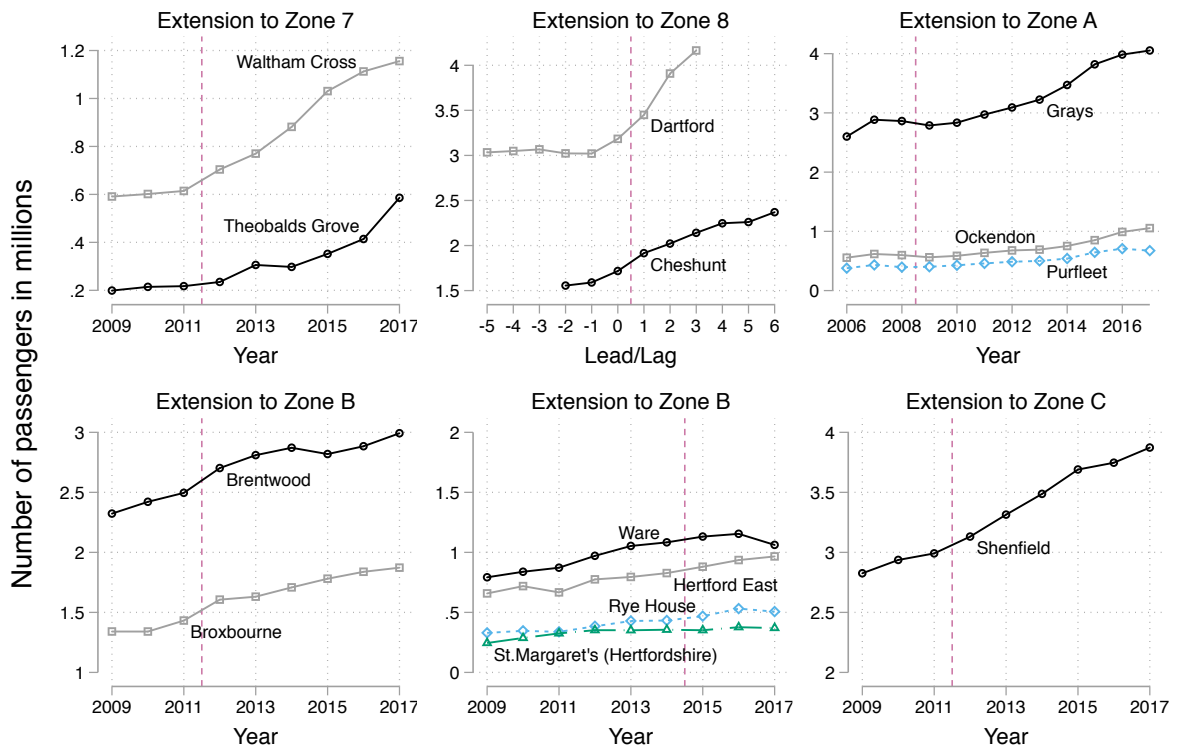 Number of passengers in millions
Extension to Zone 7
1.2
1
.8
.6
.4
.2
Waltham Cross
Theobalds Grove
2009 2011 2013 2015 2017
Year
Extension to Zone 8
4
3.5
3
2.5
2
1.5
Dartford
Cheshunt
-5 -4 -3 -2 -1 0 1 2 3 4 5 6
Lead/Lag
Extension to Zone A
4
3
2
1
0
Grays
Ockendon
Purfleet
2006 2008 2010 2012 2014 2016
Year
Extension to Zone B
3
2.5
2
1.5
1
Brentwood
Broxbourne
2009 2011 2013 2015 2017
Year
Extension to Zone B
2
1.5
1
.5
0
Ware
Hertford East
Rye House
St.Margaret's (Hertfordshire)
2009 2011 2013 2015 2017
Year
Extension to Zone C
4
3.5
3
2.5
2
Shenfield
2009 2011 2013 2015 2017
Year